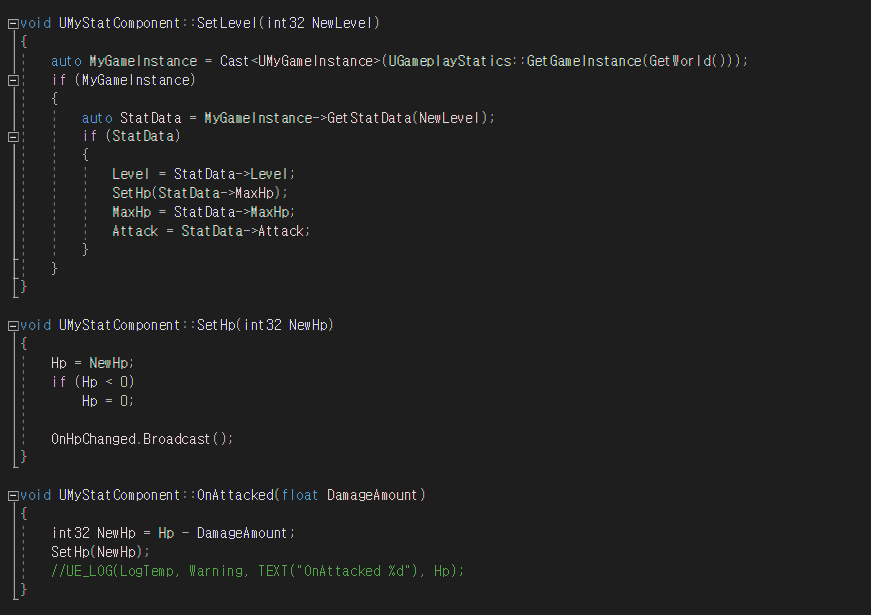 void UMyStatComponent::SetLevel(int32 NewLevel)
{
    auto MyGameInstance = Cast<UMyGameInstance>(UGameplayStatics::GetGameInstance(GetWorld()));
    if (MyGameInstance)
    {
        auto StatData = MyGameInstance->GetStatData(NewLevel);
        if (StatData)
        {
            Level = StatData->Level;
            SetHp(StatData->MaxHp);
            MaxHp = StatData->MaxHp;
            Attack = StatData->Attack;
        }
    }
}
void UMyStatComponent::SetHp(int32 NewHp)
{
    Hp = NewHp;
    if (Hp < 0)
        Hp = 0;
    OnHpChanged.Broadcast();
}
void UMyStatComponent::OnAttacked(float DamageAmount)
{
    int32 NewHp = Hp - DamageAmount;
    SetHp(NewHp);
    //UE_LOG(LogTemp, Warning, TEXT("OnAttacked %d"), Hp);
}